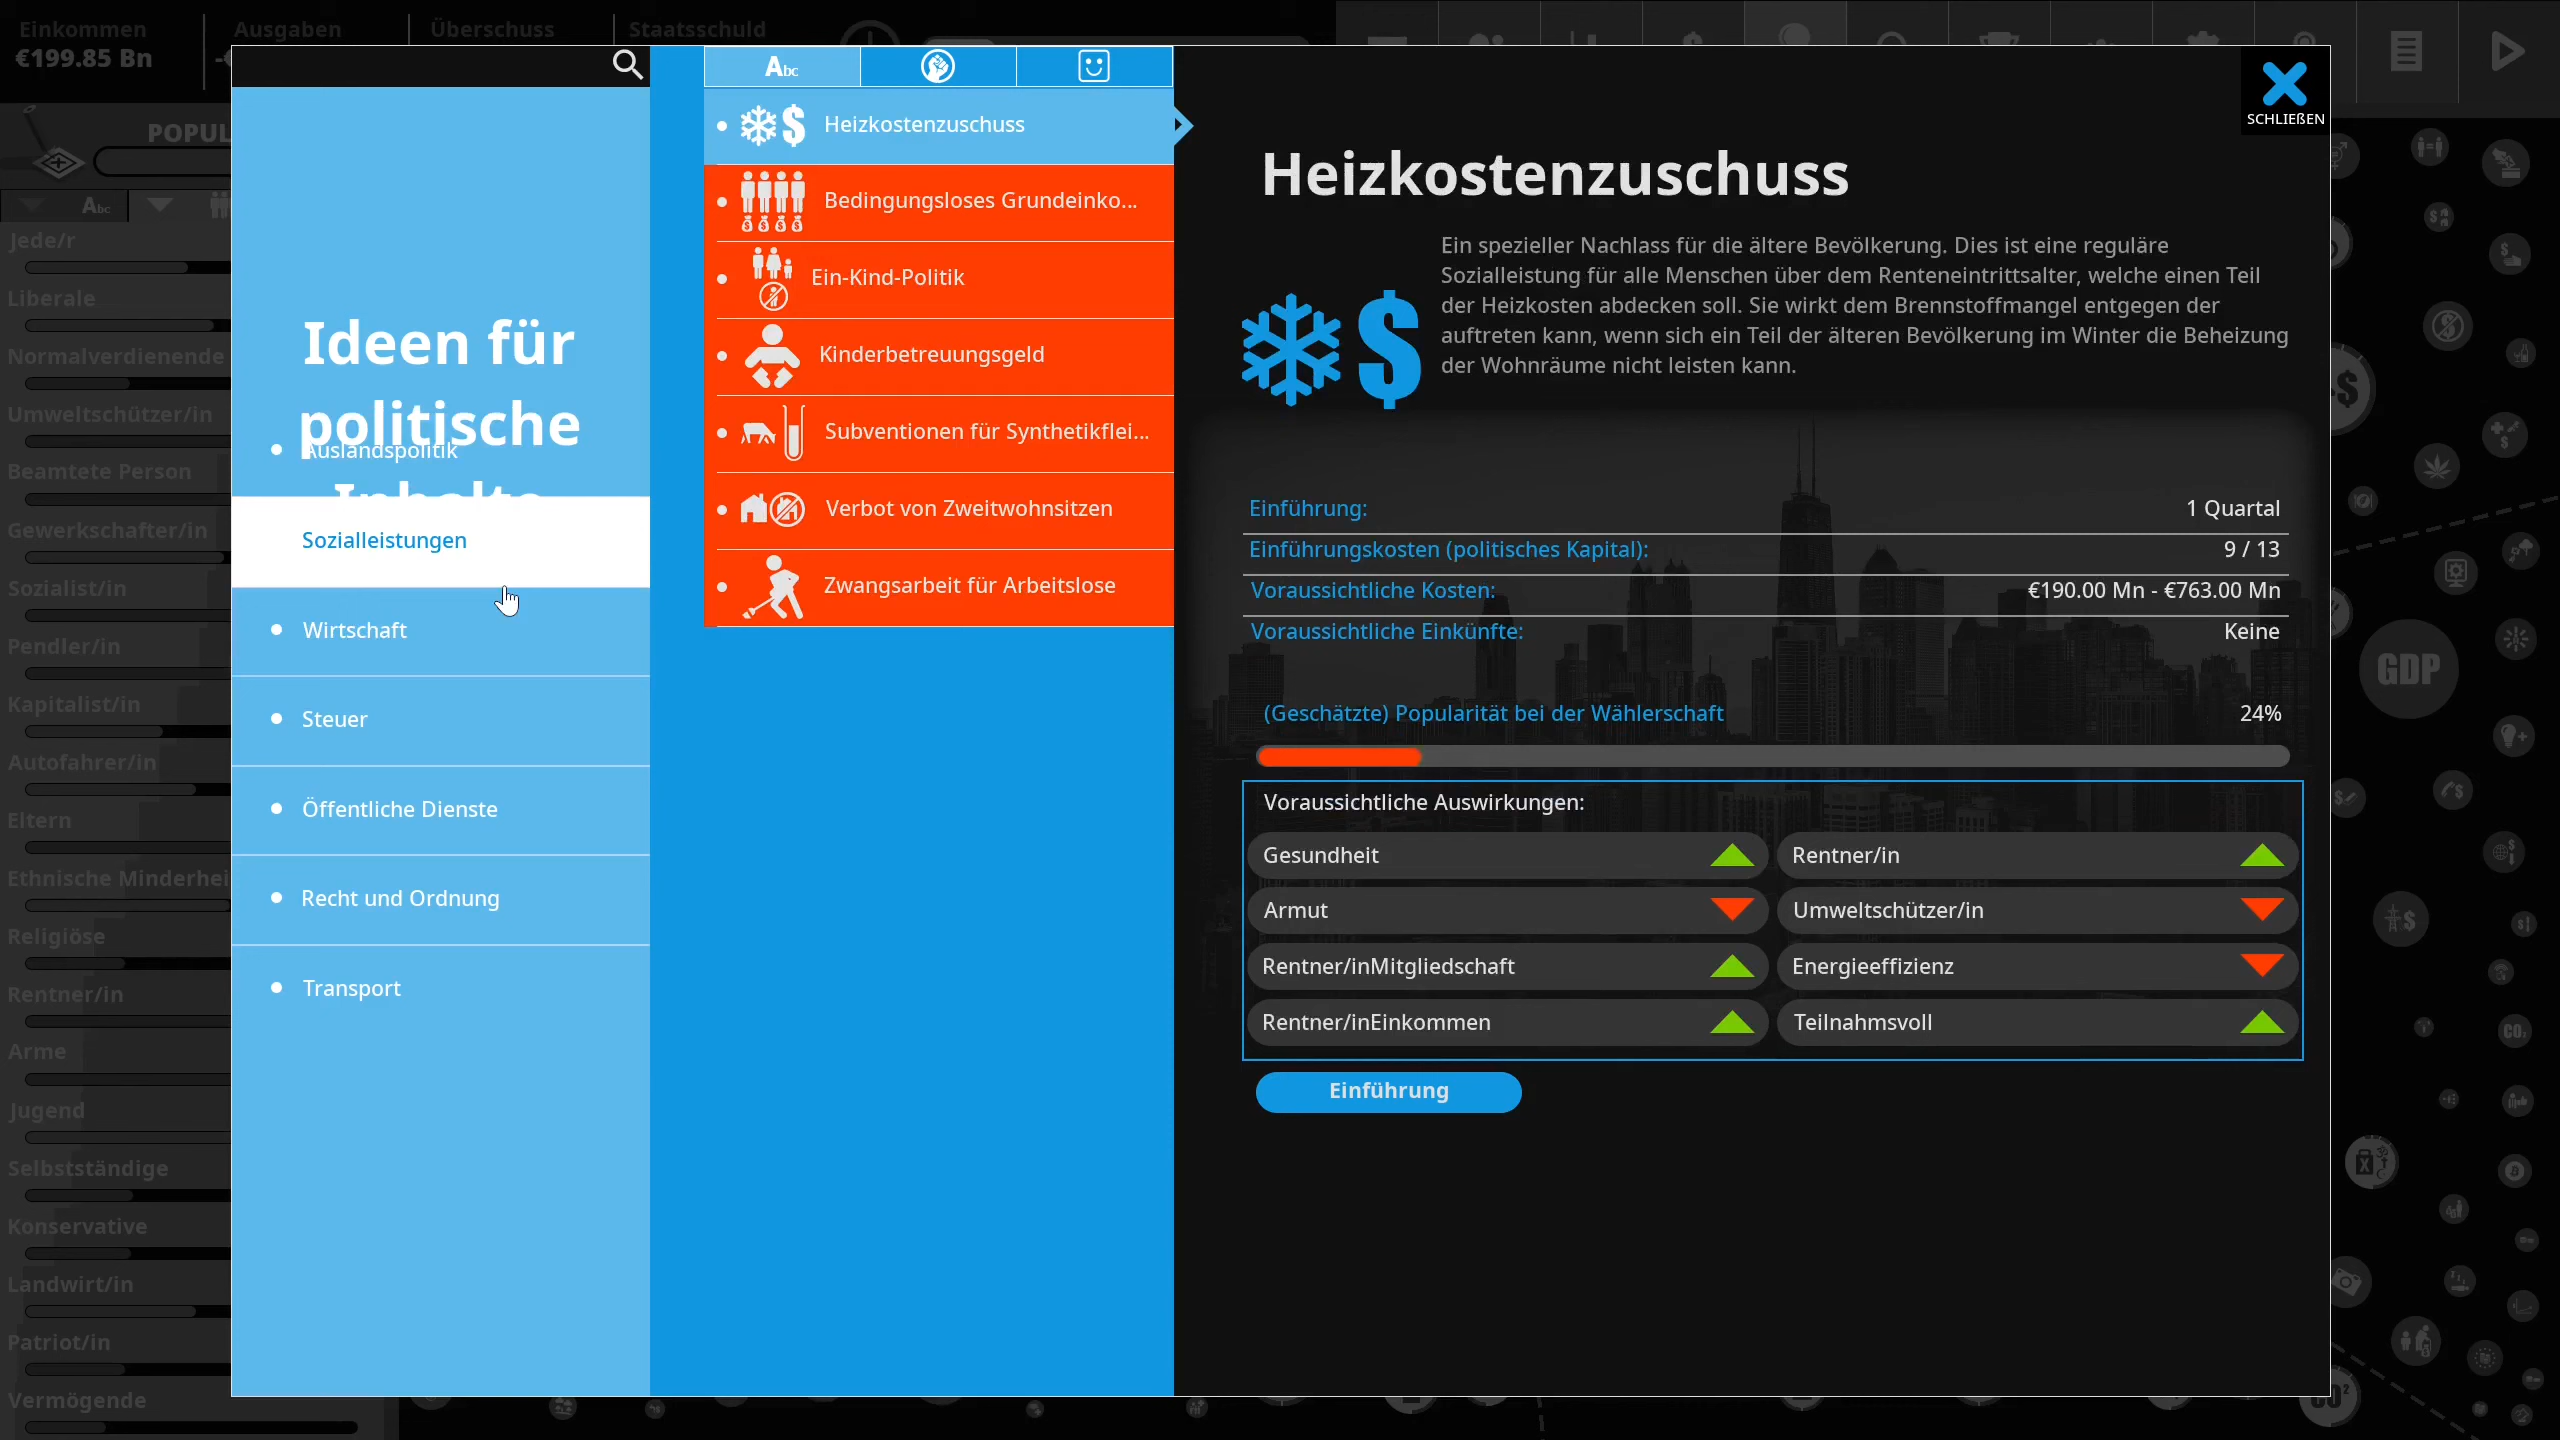 Einkommen
€199.85 Bn
Ausgaben
Überschuss
Staatsschuld
POPUL
Abc
Jede/r
Liberale
Normalverdienende
Umweltschützer/in
Beamtete Person
Gewerkschafter/in
Sozialist/in
Pendler/in
Kapitalist/in
Autofahrer/in
Eltern
Ethnische Minderhei
Religiöse
Rentner/in
Arme
Jugend
Selbstständige
Konservative
Landwirt/in
Patriot/in
Vermögende
Ideen für
politische
Inhalte
Auslandspolitik
Sozialleistungen
Wirtschaft
Steuer
Öffentliche Dienste
Recht und Ordnung
Transport
Abc
Heizkostenzuschuss
Bedingungsloses Grundeinko...
Ein-Kind-Politik
Kinderbetreuungsgeld
Subventionen für Synthetikflei...
Verbot von Zweitwohnsitzen
Zwangsarbeit für Arbeitslose
SCHLIEßEN
Heizkostenzuschuss
Ein spezieller Nachlass für die ältere Bevölkerung. Dies ist eine reguläre
Sozialleistung für alle Menschen über dem Renteneintrittsalter, welche einen Teil
der Heizkosten abdecken soll. Sie wirkt dem Brennstoffmangel entgegen der
auftreten kann, wenn sich ein Teil der älteren Bevölkerung im Winter die Beheizung
der Wohnräume nicht leisten kann.
Einführung: 1 Quartal
Einführungskosten (politisches Kapital): 9 / 13
Voraussichtliche Kosten: €190.00 Mn - €763.00 Mn
Voraussichtliche Einkünfte: Keine
(Geschätzte) Popularität bei der Wählerschaft 24%
Voraussichtliche Auswirkungen:
Gesundheit
Rentner/in
Armut
Umweltschützer/in
Rentner/inMitgliedschaft
Energieeffizienz
Rentner/inEinkommen
Teilnahmsvoll
Einführung
GDP
CO₂